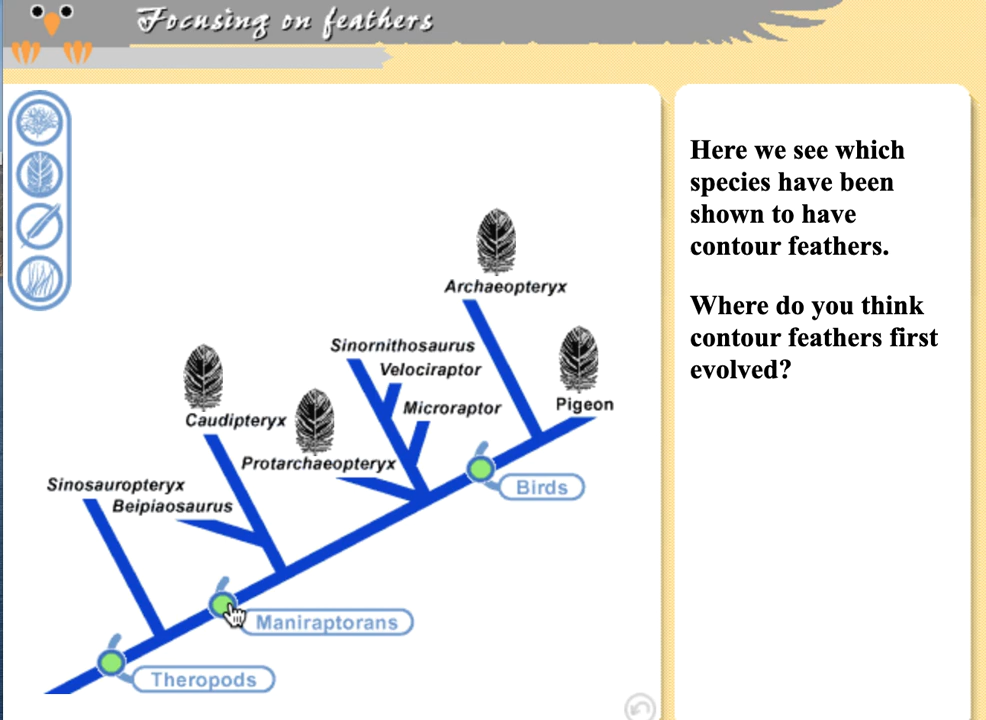 Focusing on feathers
Here we see which
species have been
shown to have
contour feathers.
Where do you think
contour feathers first
evolved?
Archaeopteryx
Sinornithosaurus
Velociraptor
Pigeon
Microraptor
Caudipteryx
Protarchaeopteryx
Sinosauropteryx
Beipiaosaurus
Birds
Maniraptorans
Theropods